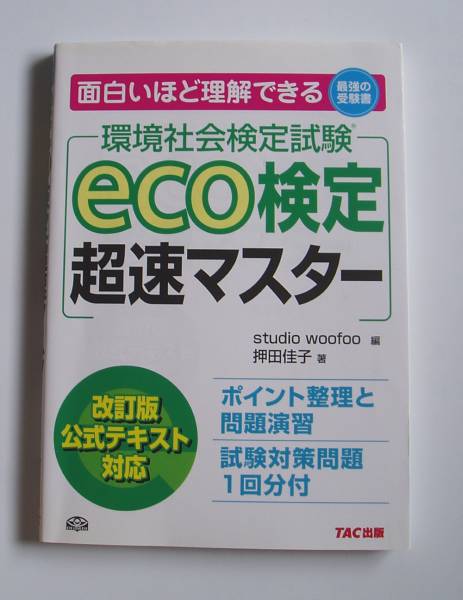 面白いほど理解できる
最強の
受験書
環境社会検定試験®
eco検定
超速マスター
studio woofoo 編
押田佳子 著
改訂版
公式テキスト
対応
ポイント整理と
問題演習
試験対策問題
1回分付
TAC出版